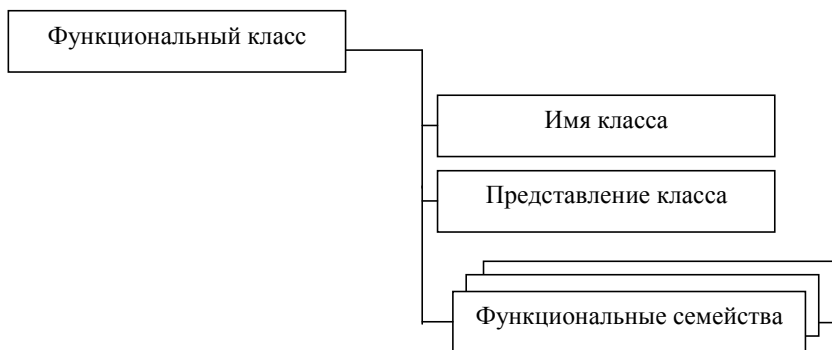 Функциональный класс
Имя класса
Представление класса
Функциональные семейства